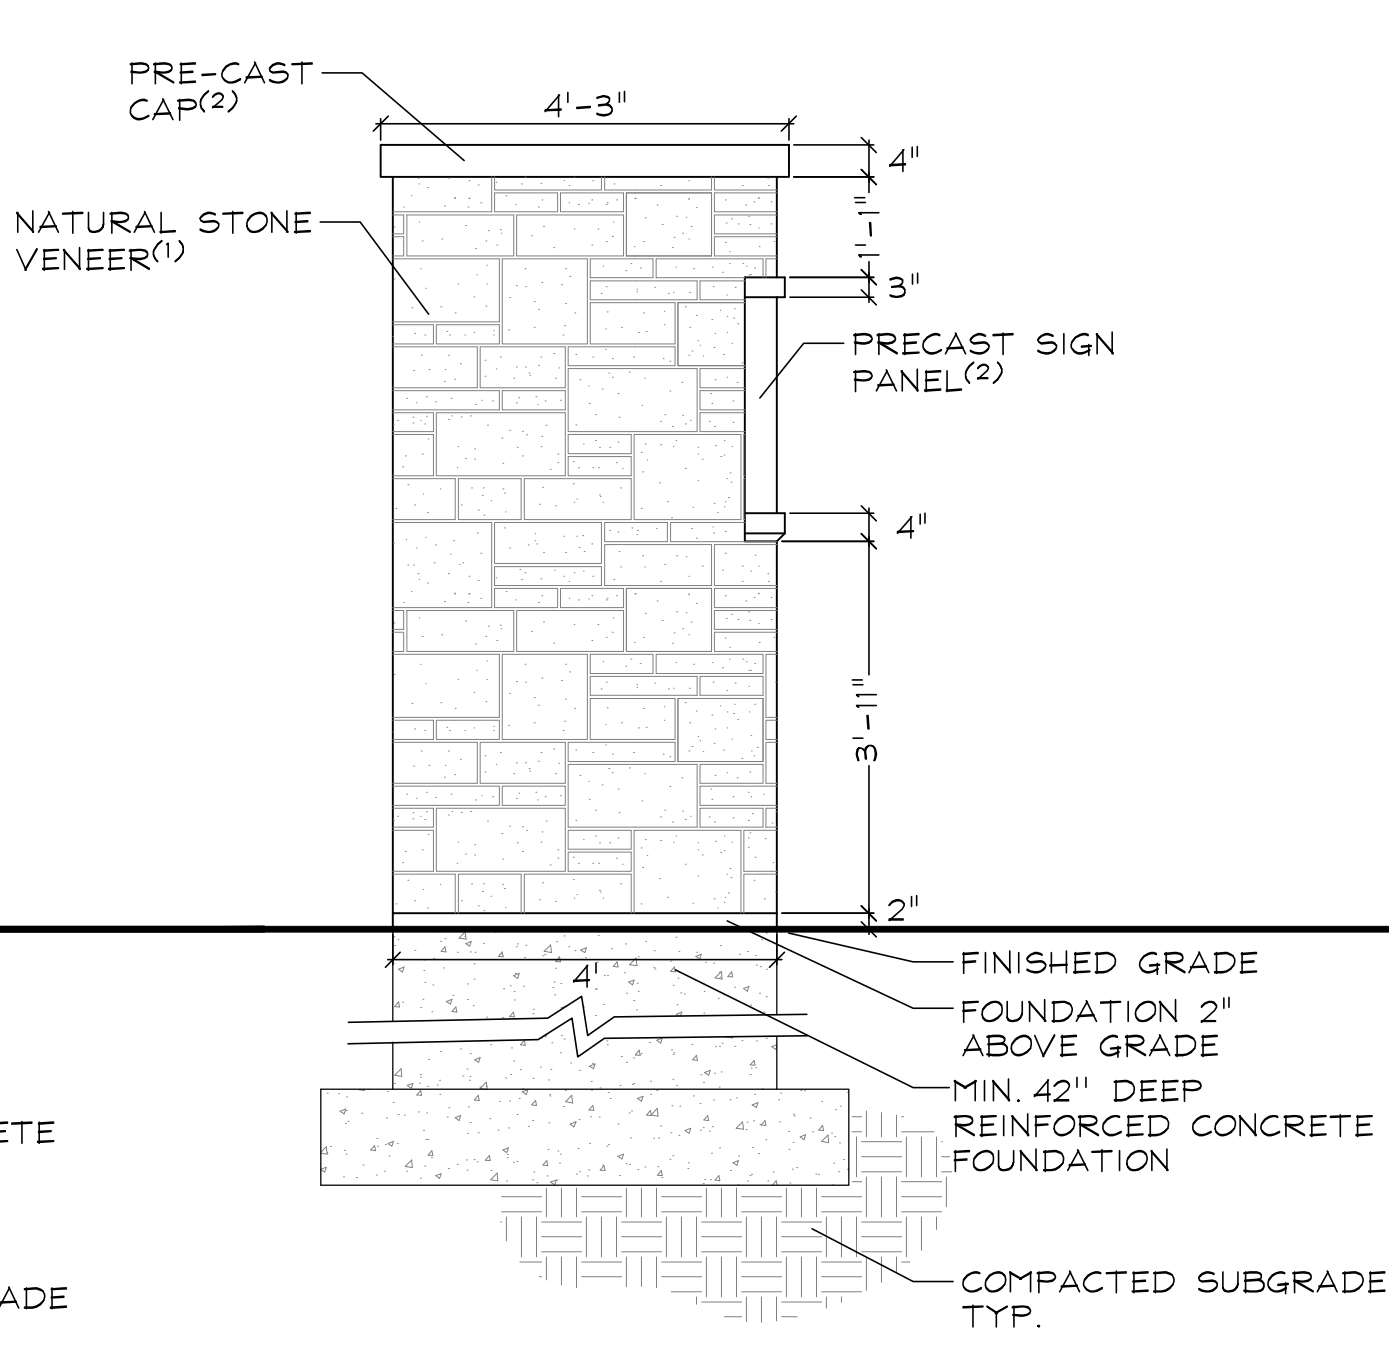 PRE-CAST
CAP(2)
4'-3"
4"
1'-1"
NATURAL STONE
VENEER(1)
3"
PRECAST SIGN
PANEL(2)
4"
3'-11"
2"
FINISHED GRADE
4'
FOUNDATION 2"
ABOVE GRADE
MIN. 42" DEEP
REINFORCED CONCRETE
FOUNDATION
ETE
COMPACTED SUBGRADE
TYP.
ADE